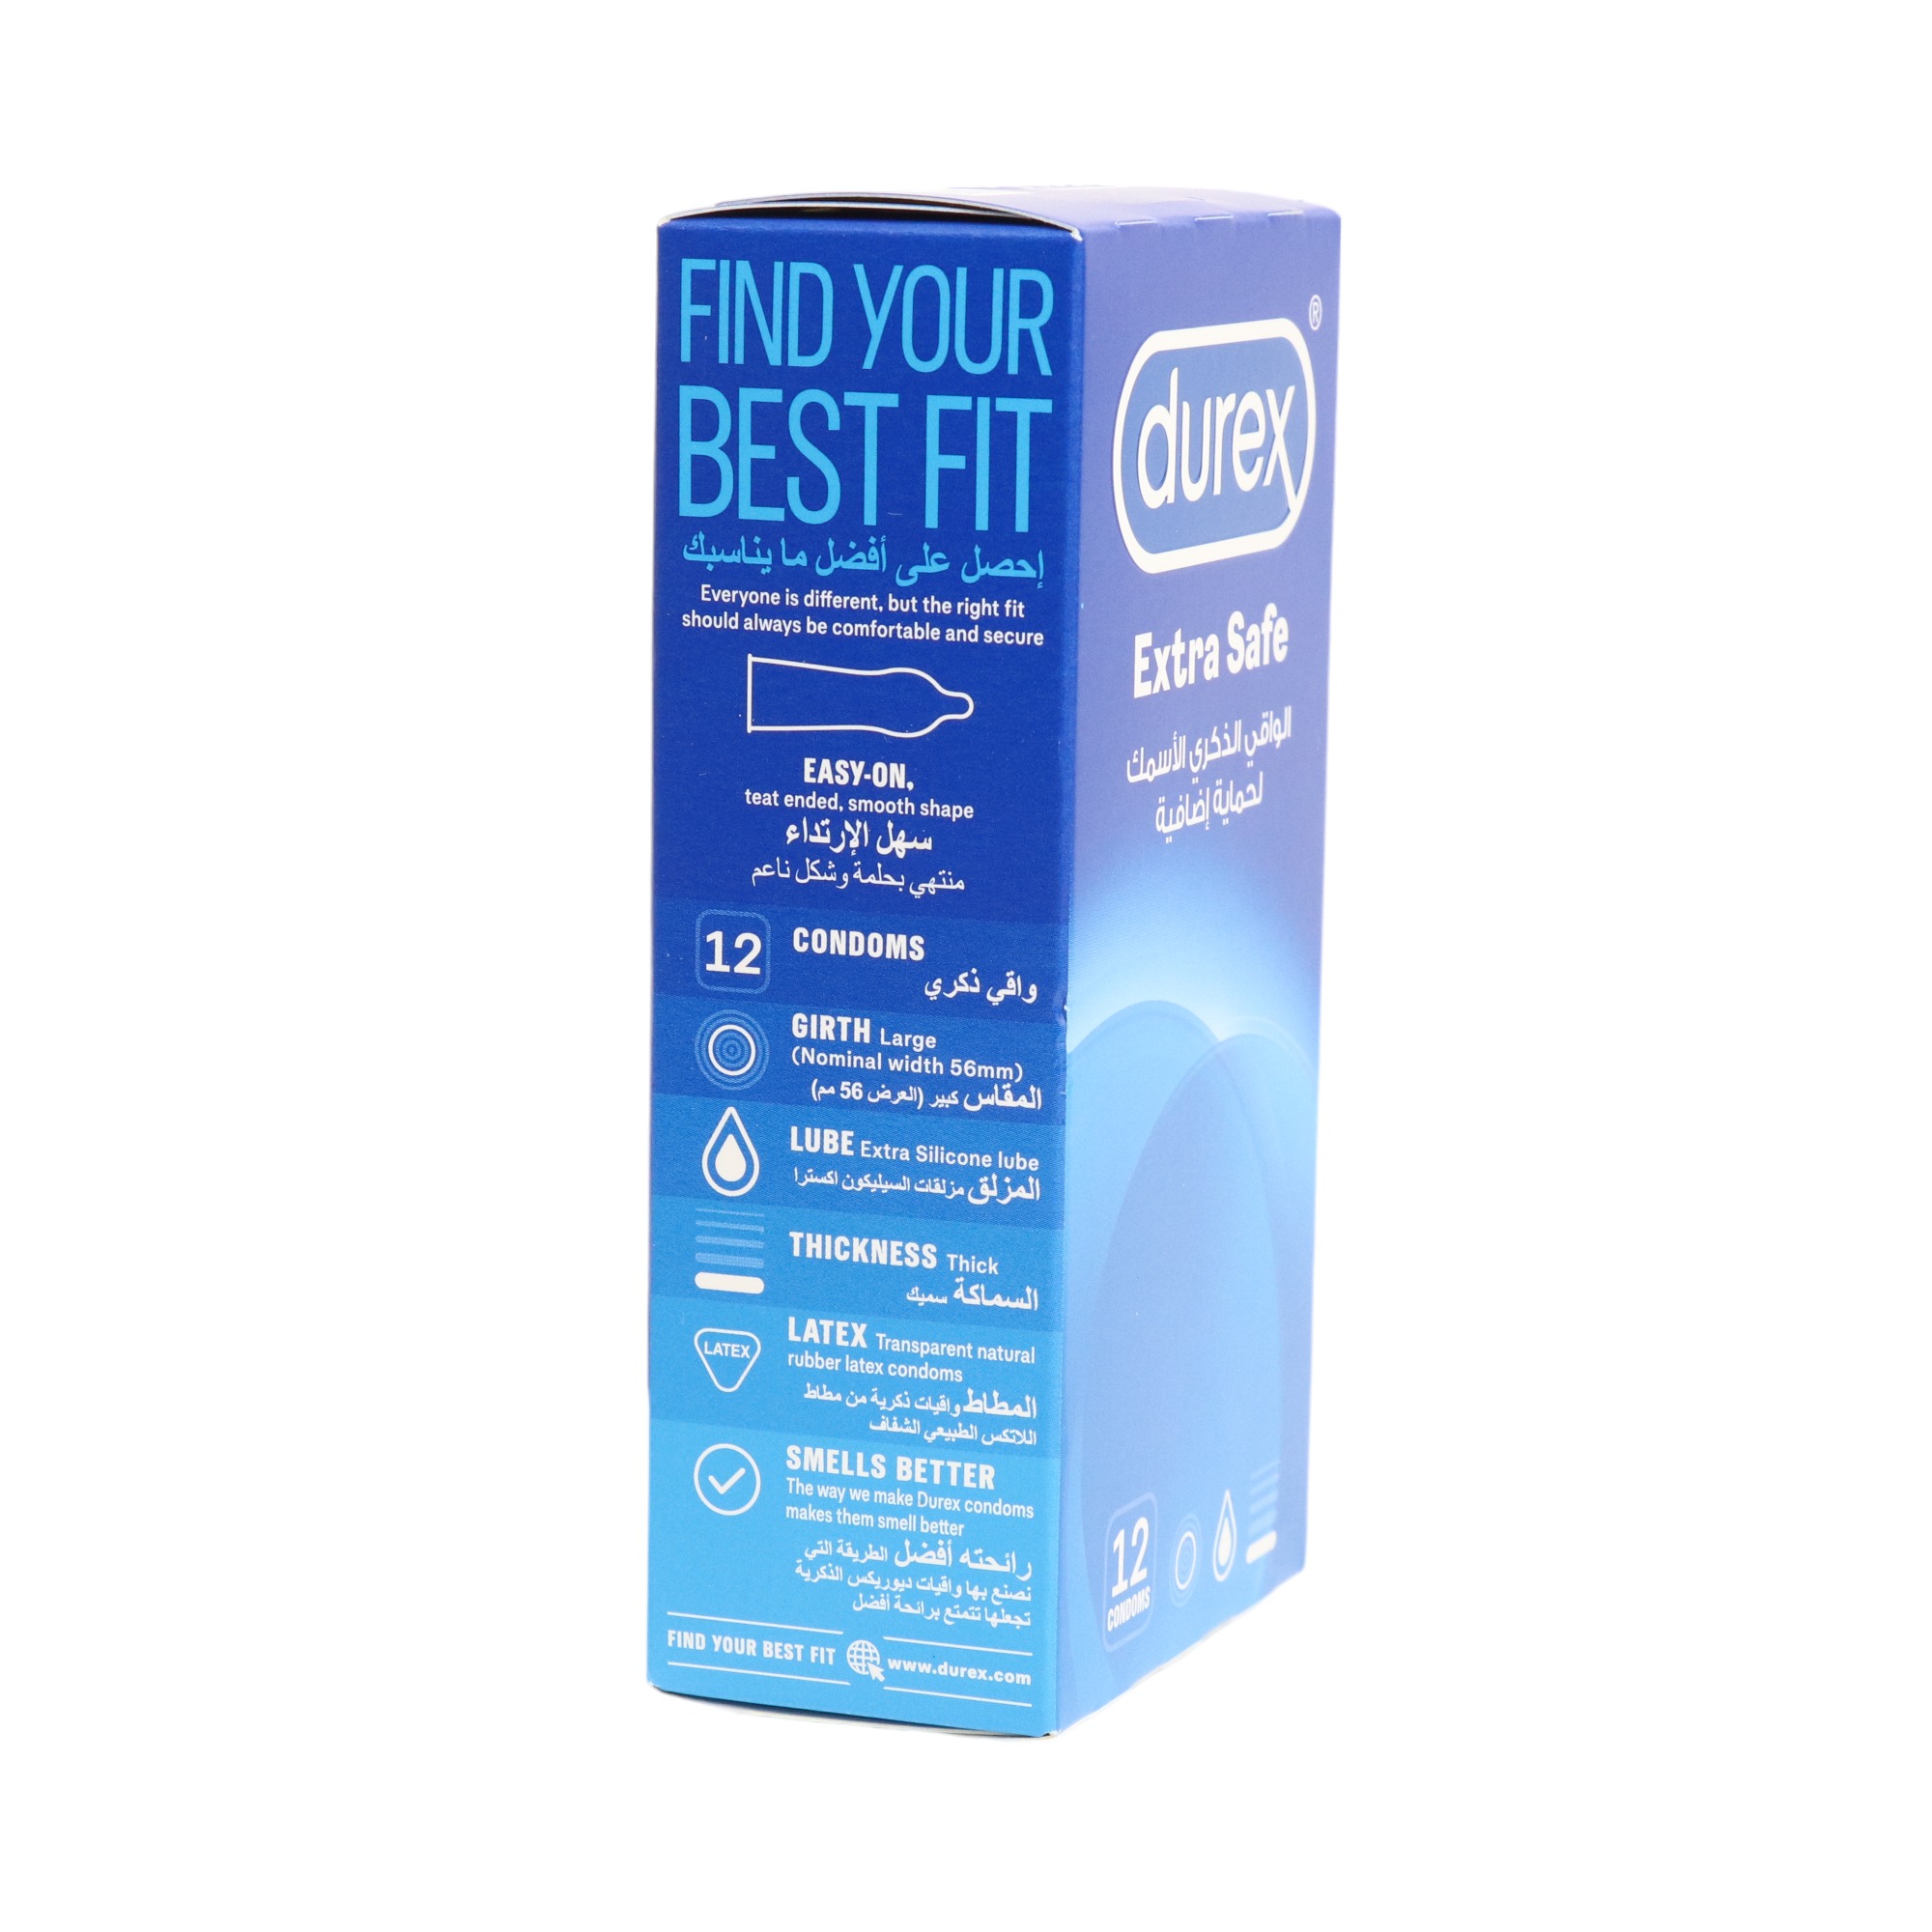 FIND YOUR
BEST FIT
إحصل على أفضل ما يناسبك
Everyone is different, but the right fit
should always be comfortable and secure
EASY-ON,
teat ended, smooth shape
سهل الإرتداء
منتهي بحلمة وشكل ناعم
12 CONDOMS
واقي ذكري
GIRTH Large
(Nominal width 56mm)
المقاس كبير (العرض 56 مم)
LUBE Extra Silicone lube
المزلق مزلقات السيليكون اكسترا
THICKNESS Thick
السماكة سميك
LATEX
LATEX Transparent natural
rubber latex condoms
المطاط واقيات ذكرية من مطاط
اللاتكس الطبيعي الشفاف
SMELLS BETTER
The way we make Durex condoms
makes them smell better
رائحته أفضل الطريقة التي
نصنع بها واقيات ديوريكس الذكرية
تجعلها تتمتع برائحة أفضل
FIND YOUR BEST FIT www.durex.com
durex®
Extra Safe
الواقي الذكري الأسمك
لحماية إضافية
12
CONDOMS